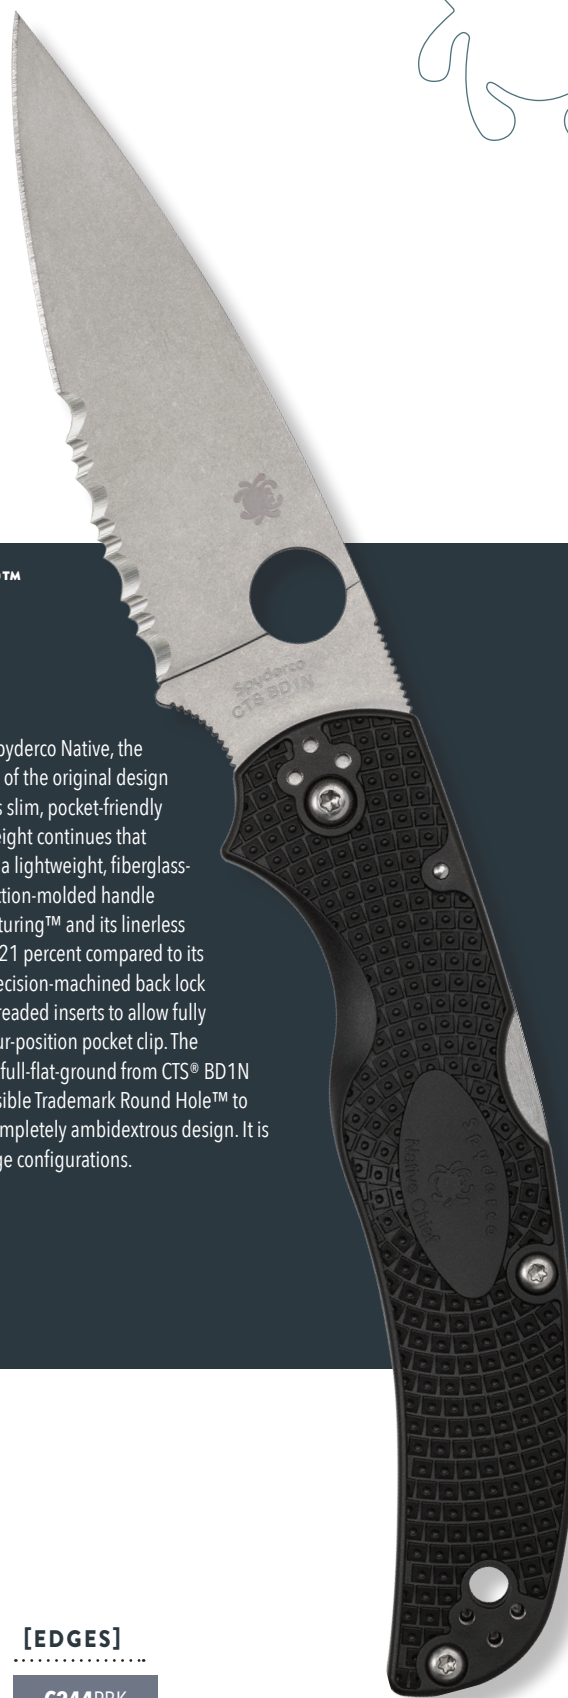 TM
Spyderco
CTS BD1N
pyderco Native, the
of the original design
s slim, pocket-friendly
eight continues that
a lightweight, fiberglass-
ction-molded handle
turing™ and its linerless
21 percent compared to its
ecision-machined back lock
readed inserts to allow fully
ur-position pocket clip. The
full-flat-ground from CTS® BD1N
sible Trademark Round Hole™ to
mpletely ambidextrous design. It is
ge configurations.
Spyderco
Native Chief
[EDGES]
C244PBK